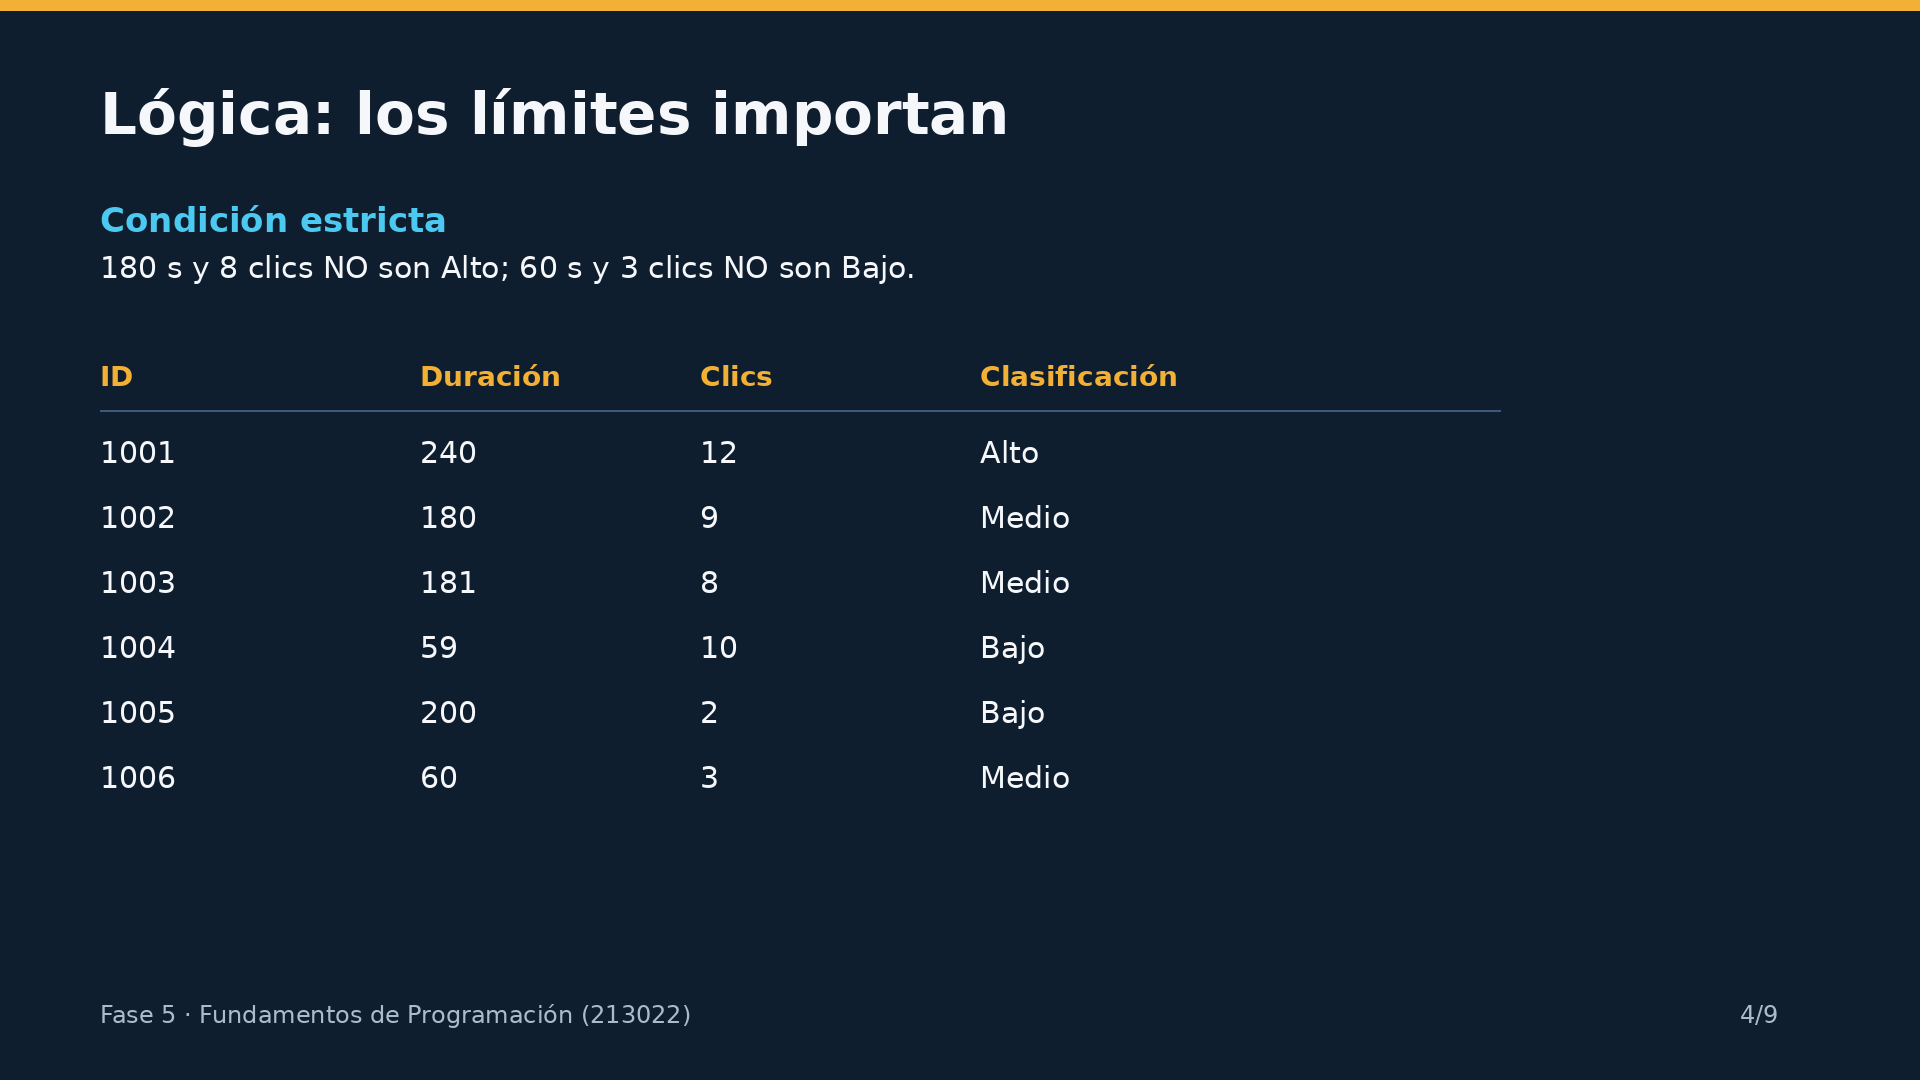 Lógica: los límites importan
Condición estricta
180 s y 8 clics NO son Alto; 60 s y 3 clics NO son Bajo.
ID Duración Clics Clasificación
1001 240 12 Alto
1002 180 9 Medio
1003 181 8 Medio
1004 59 10 Bajo
1005 200 2 Bajo
1006 60 3 Medio
Fase 5 · Fundamentos de Programación (213022) 4/9